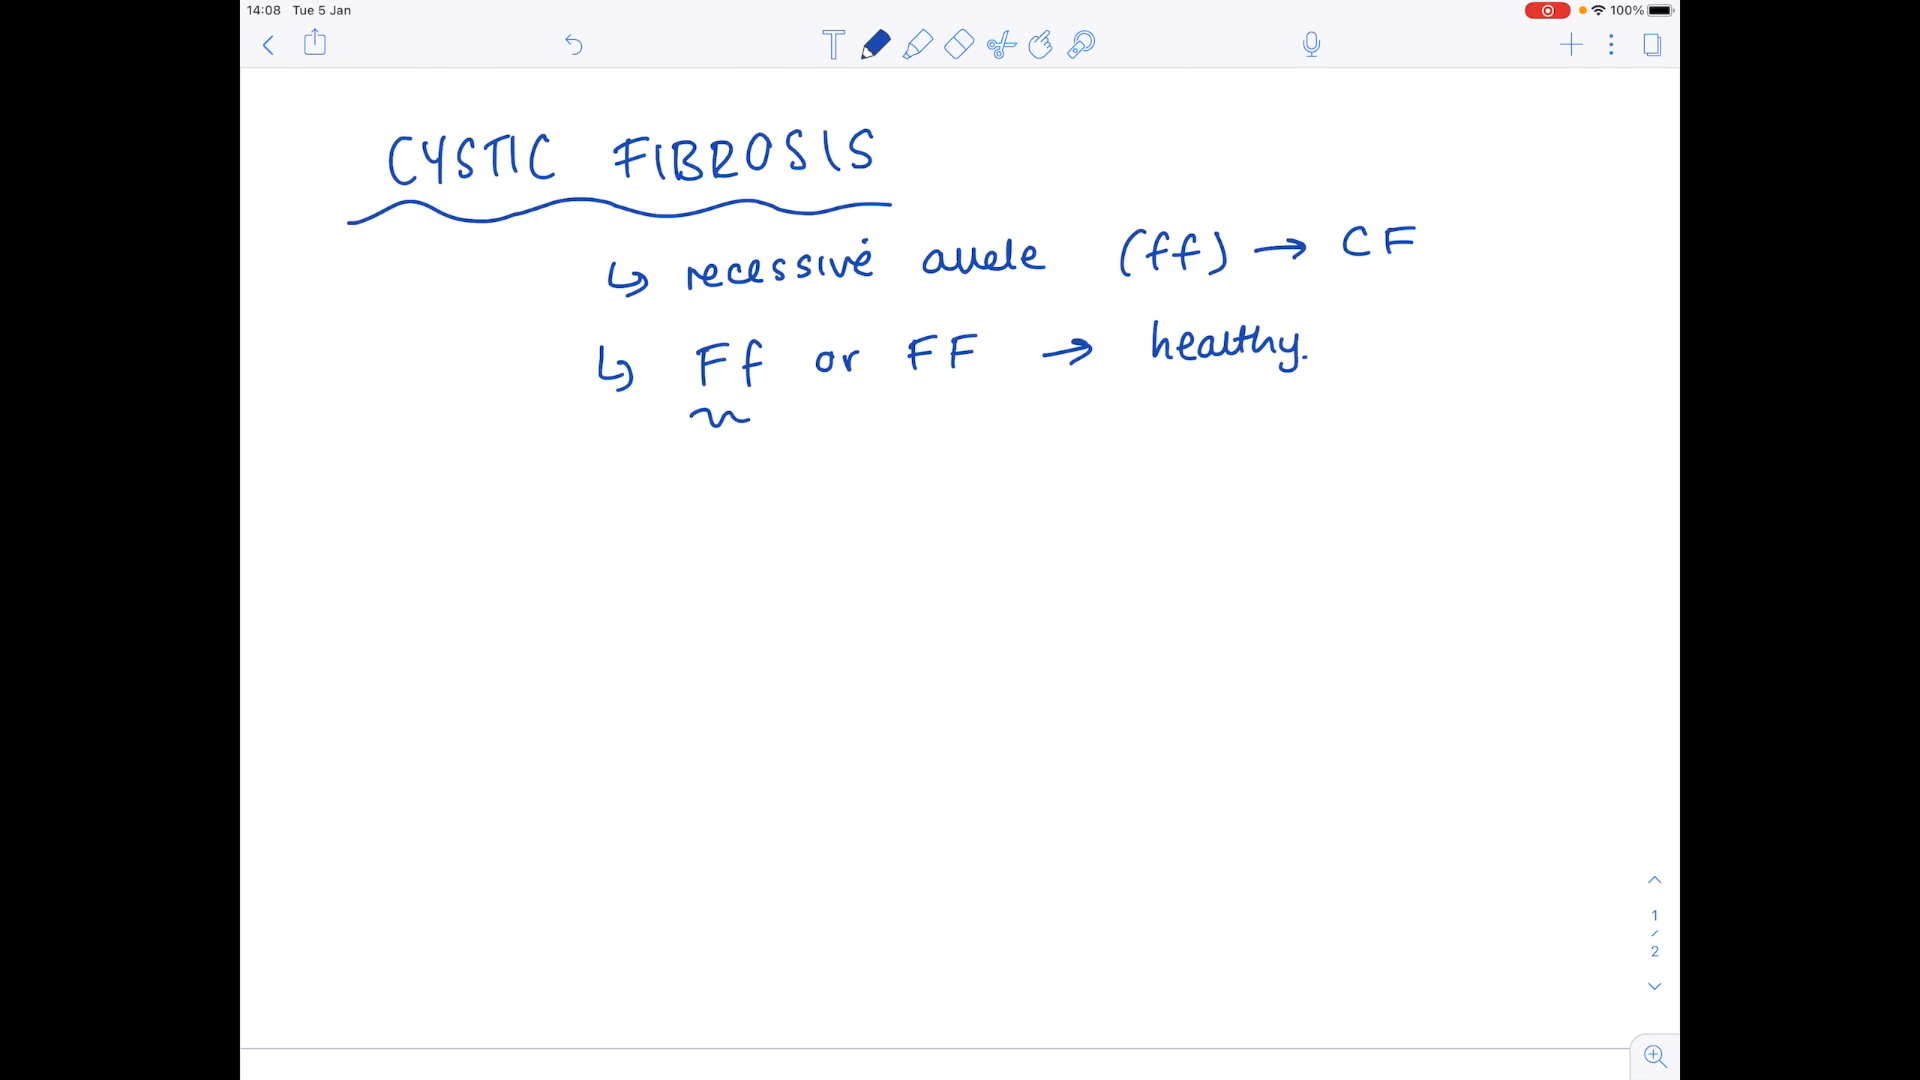 14:08 Tue 5 Jan 100%
T
CYSTIC FIBROSIS
↳ recessive allele (ff) → CF
↳ Ff or FF → healthy.
1
/
2